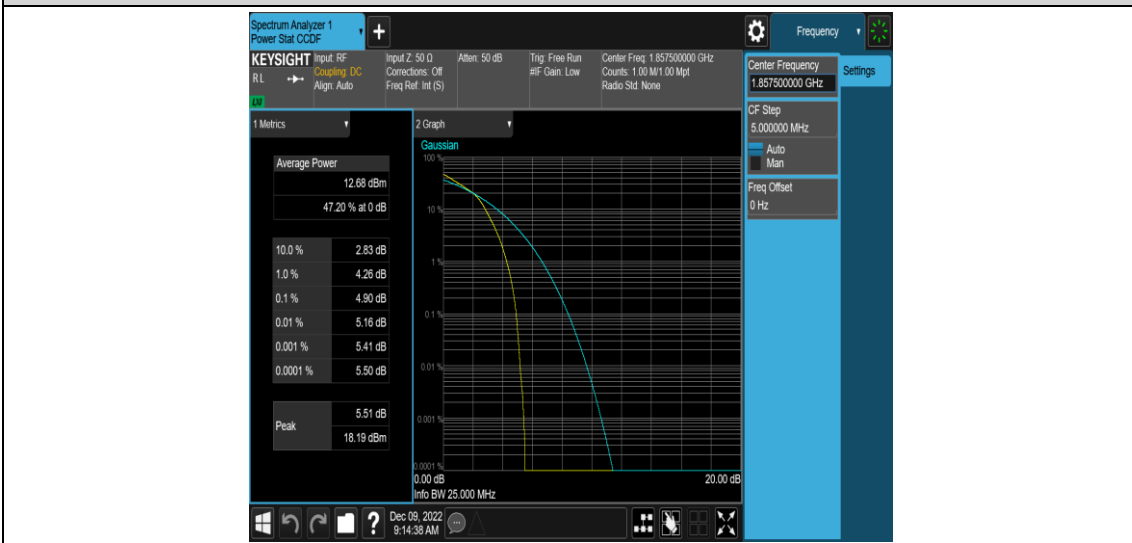 Spectrum Analyzer 1
Power Stat CCDF
+
Frequency
KEYSIGHT
RL
LNI
Input: RF
Coupling: DC
Align: Auto
Input Z: 50 Ω
Corrections: Off
Freq Ref: Int (S)
Atten: 50 dB
Trig: Free Run
#IF Gain: Low
Center Freq: 1.857500000 GHz
Counts: 1.00 M/1.00 Mpt
Radio Std: None
Center Frequency
1.857500000 GHz
Settings
CF Step
5.000000 MHz
Auto
Man
Freq Offset
0 Hz
1 Metrics
Average Power
12.68 dBm
47.20 % at 0 dB
10.0 % 2.83 dB
1.0 % 4.26 dB
0.1 % 4.90 dB
0.01 % 5.16 dB
0.001 % 5.41 dB
0.0001 % 5.50 dB
Peak
5.51 dB
18.19 dBm
2 Graph
Gaussian
100 %
10 %
1 %
0.1 %
0.01 %
0.001 %
0.0001 %
0.00 dB 20.00 dB
Info BW 25.000 MHz
?
Dec 09, 2022
9:14:38 AM